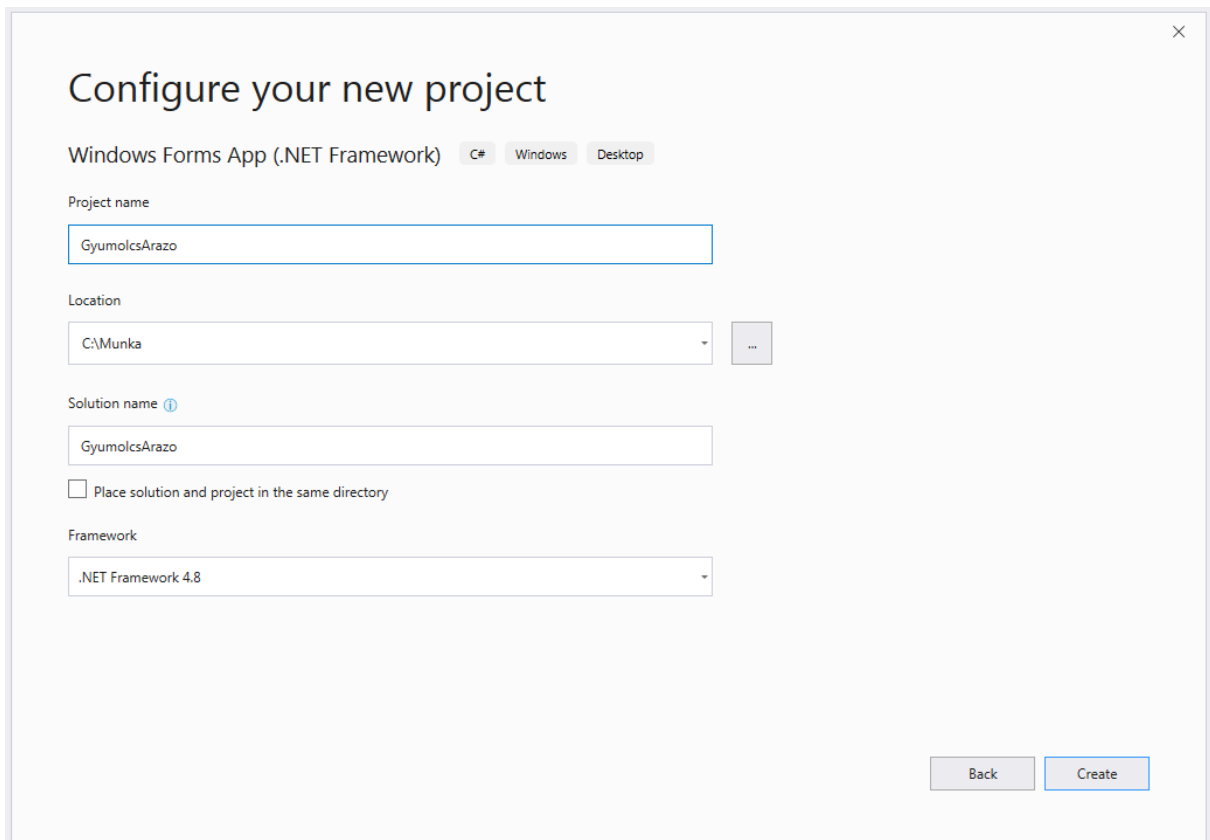 Configure your new project
Windows Forms App (.NET Framework) C# Windows Desktop
Project name
GyumolcsArazo
Location
C:\Munka
...
Solution name
GyumolcsArazo
Place solution and project in the same directory
Framework
.NET Framework 4.8
Back Create